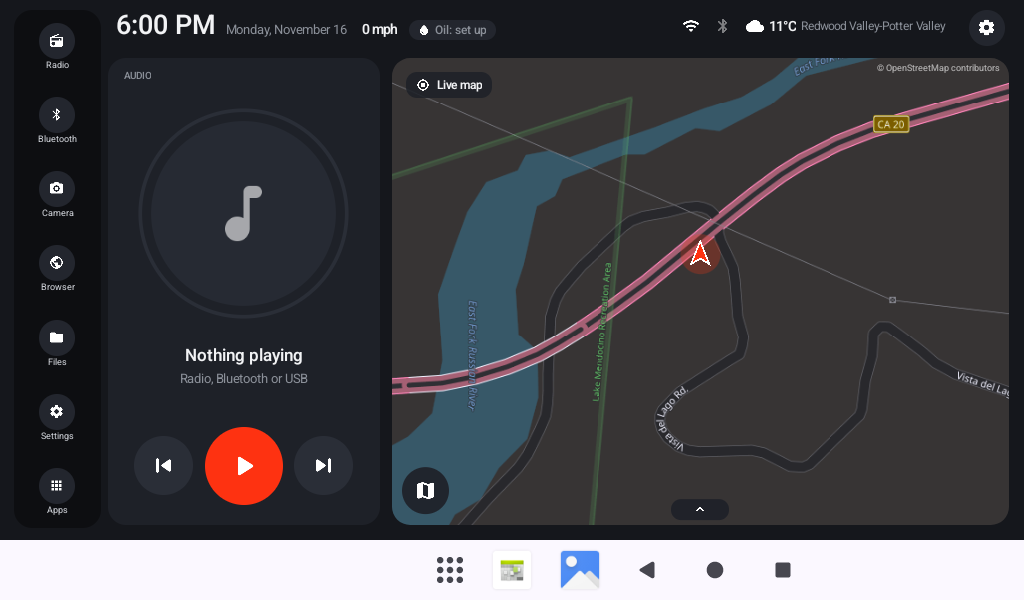 6:00 PM Monday, November 16 0 mph Oil: set up 11°C Redwood Valley-Potter Valley
Radio
Bluetooth
Camera
Browser
Files
Settings
Apps
AUDIO
Nothing playing
Radio, Bluetooth or USB
Live map
© OpenStreetMap contributors
East Fork
CA 20
East Fork Russian River
Lake Mendocino Recreation Area
Vista del Lago Rd.
Vista del Lag